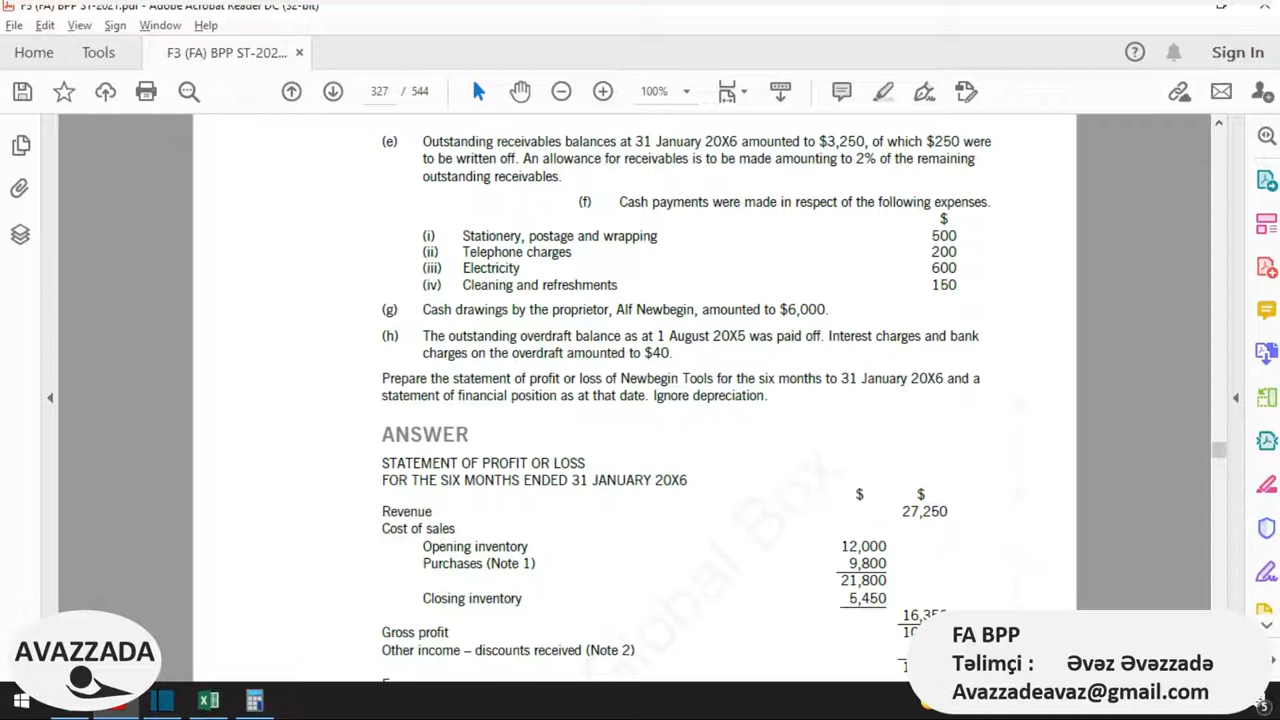 F3 (FA) BPP ST-2021.pdf - Adobe Acrobat Reader DC (32-bit)
File Edit View Sign Window Help
Home Tools F3 (FA) BPP ST-202... × Sign In
327 / 544 100%
(e) Outstanding receivables balances at 31 January 20X6 amounted to $3,250, of which $250 were
to be written off. An allowance for receivables is to be made amounting to 2% of the remaining
outstanding receivables.
(f) Cash payments were made in respect of the following expenses.
$
(i) Stationery, postage and wrapping 500
(ii) Telephone charges 200
(iii) Electricity 600
(iv) Cleaning and refreshments 150
(g) Cash drawings by the proprietor, Alf Newbegin, amounted to $6,000.
(h) The outstanding overdraft balance as at 1 August 20X5 was paid off. Interest charges and bank
charges on the overdraft amounted to $40.
Prepare the statement of profit or loss of Newbegin Tools for the six months to 31 January 20X6 and a
statement of financial position as at that date. Ignore depreciation.
ANSWER
STATEMENT OF PROFIT OR LOSS
FOR THE SIX MONTHS ENDED 31 JANUARY 20X6
$ $
Revenue 27,250
Cost of sales
Opening inventory 12,000
Purchases (Note 1) 9,800
21,800
Closing inventory 5,450
16,350
Gross profit
Other income – discounts received (Note 2)
Global Box
AVAZZADA
FA BPP
Təlimçi : Əvəz Əvəzzadə
Avazzadeavaz@gmail.com